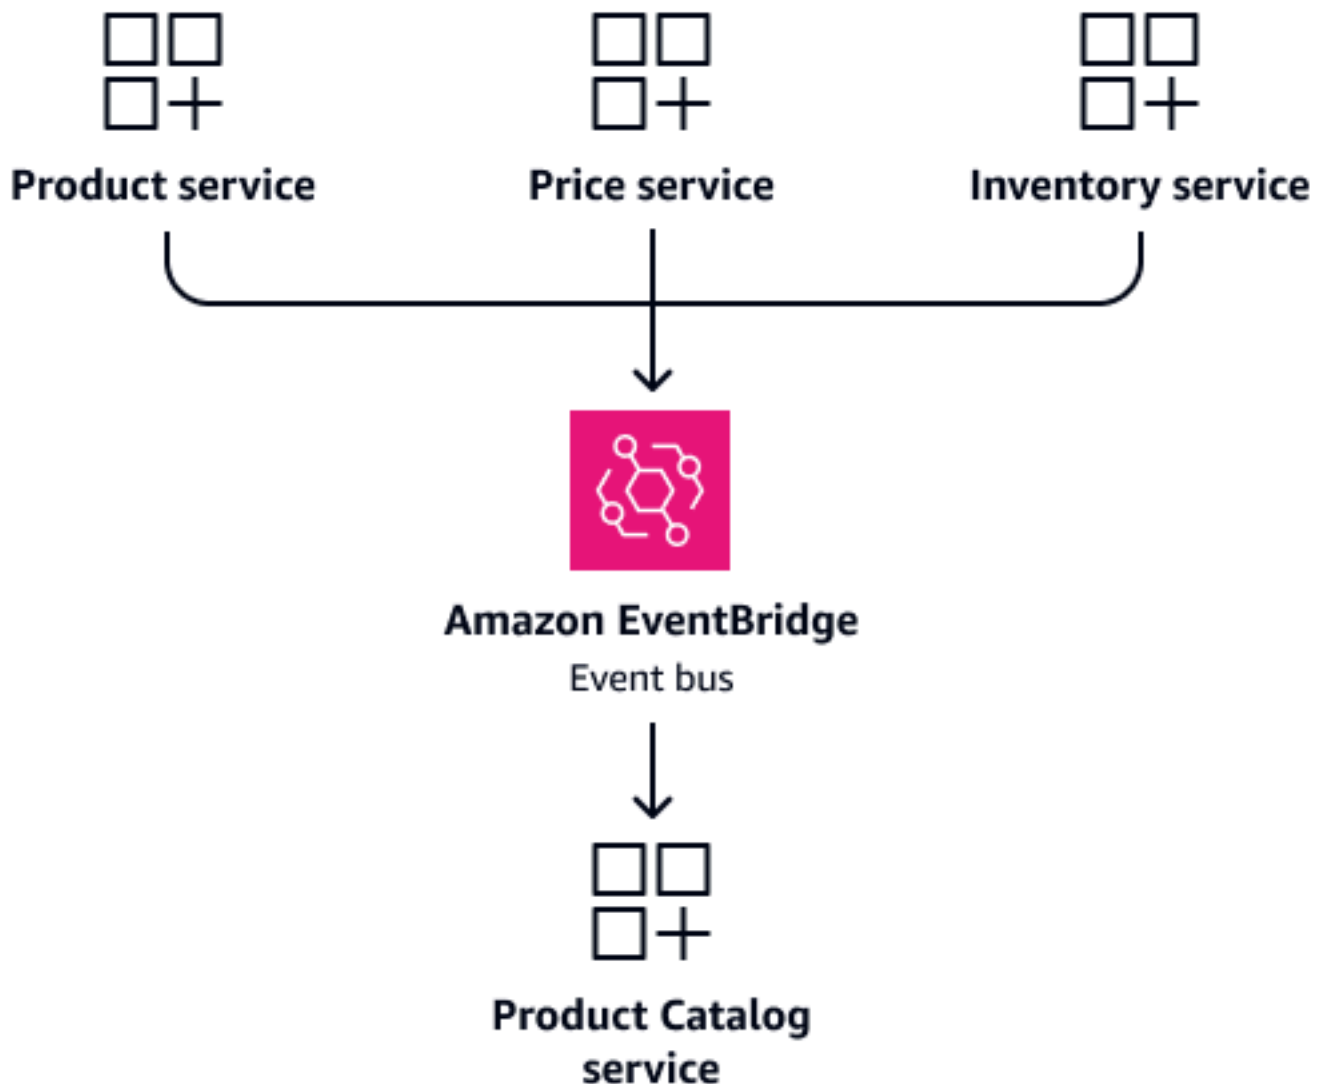 Product service
Price service
Inventory service
Amazon EventBridge
Event bus
Product Catalog
service